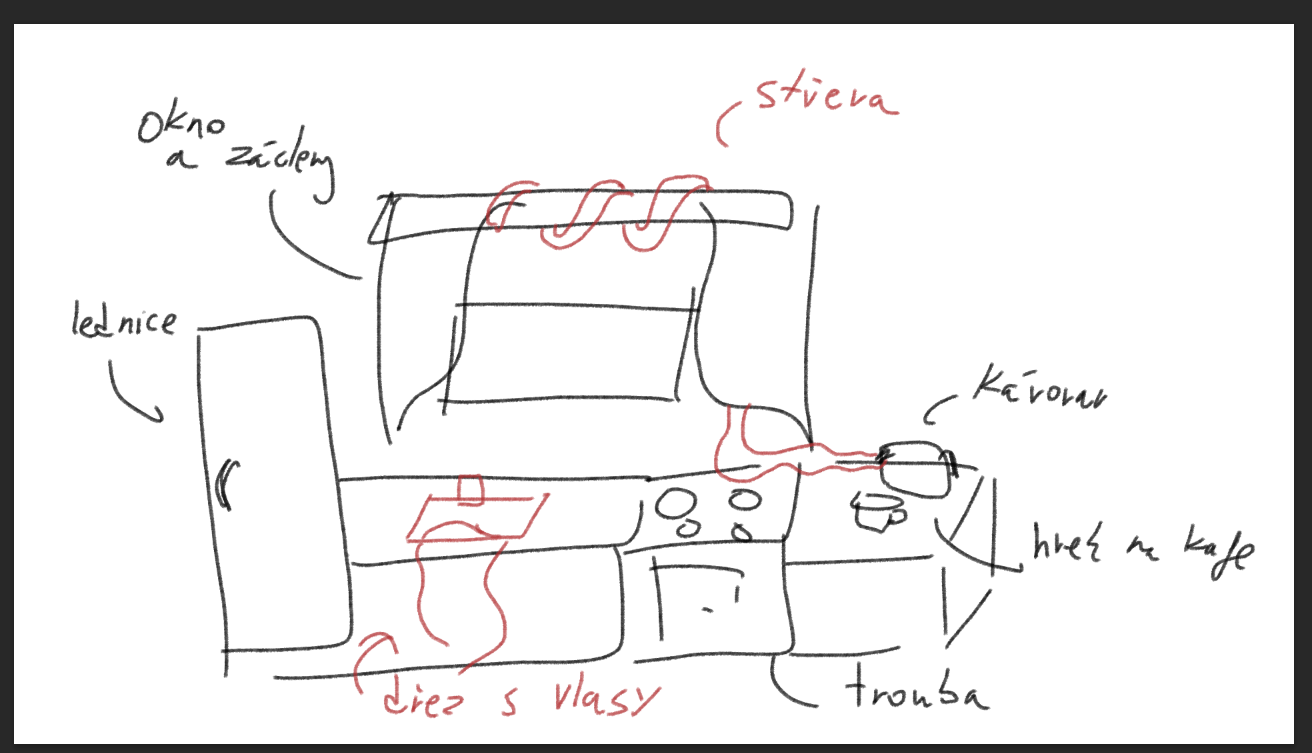 střeva
okno
a záclony
lednice
kávovar
hrnek na kafe
dřez s vlasy
trouba